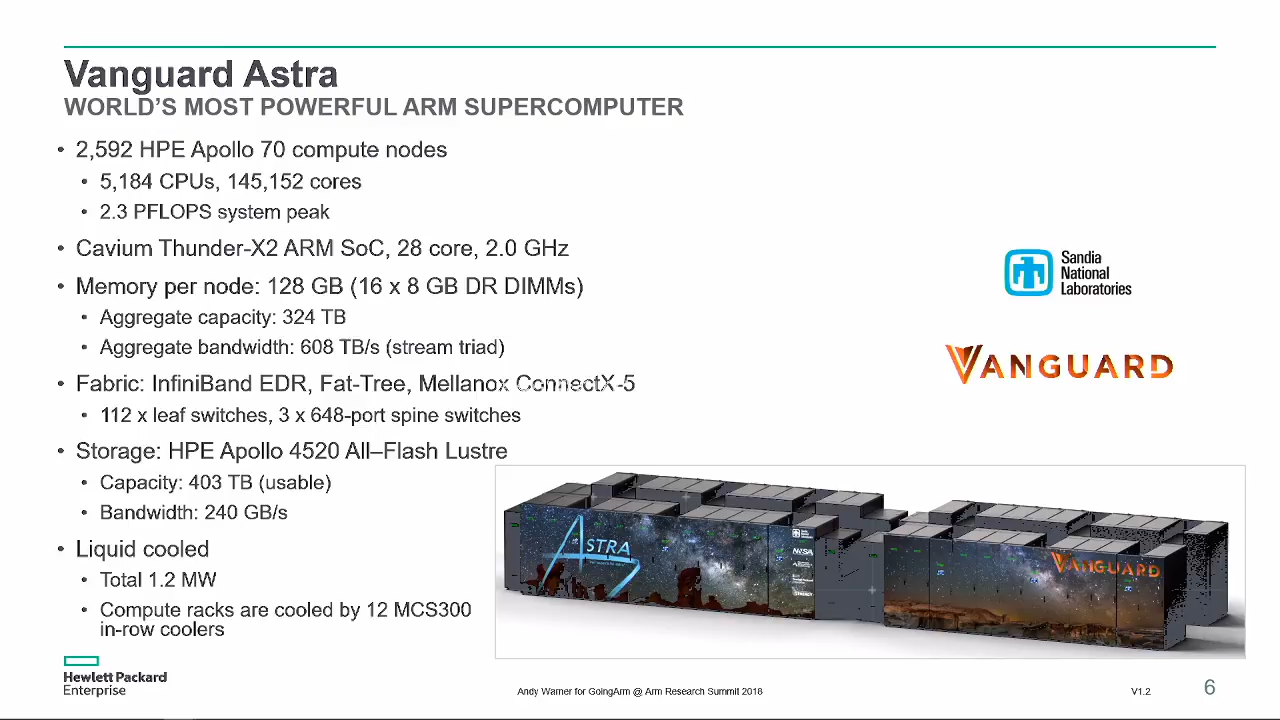 Vanguard Astra
WORLD'S MOST POWERFUL ARM SUPERCOMPUTER
• 2,592 HPE Apollo 70 compute nodes
• 5,184 CPUs, 145,152 cores
• 2.3 PFLOPS system peak
• Cavium Thunder-X2 ARM SoC, 28 core, 2.0 GHz
• Memory per node: 128 GB (16 x 8 GB DR DIMMs)
• Aggregate capacity: 324 TB
• Aggregate bandwidth: 608 TB/s (stream triad)
• Fabric: InfiniBand EDR, Fat-Tree, Mellanox ConnectX-5
• 112 x leaf switches, 3 x 648-port spine switches
• Storage: HPE Apollo 4520 All–Flash Lustre
• Capacity: 403 TB (usable)
• Bandwidth: 240 GB/s
• Liquid cooled
• Total 1.2 MW
• Compute racks are cooled by 12 MCS300
in-row coolers
Sandia
National
Laboratories
VANGUARD
ASTRA
VANGUARD
Hewlett Packard
Enterprise
Andy Warner for GoingArm @ Arm Research Summit 2018
V1.2
6